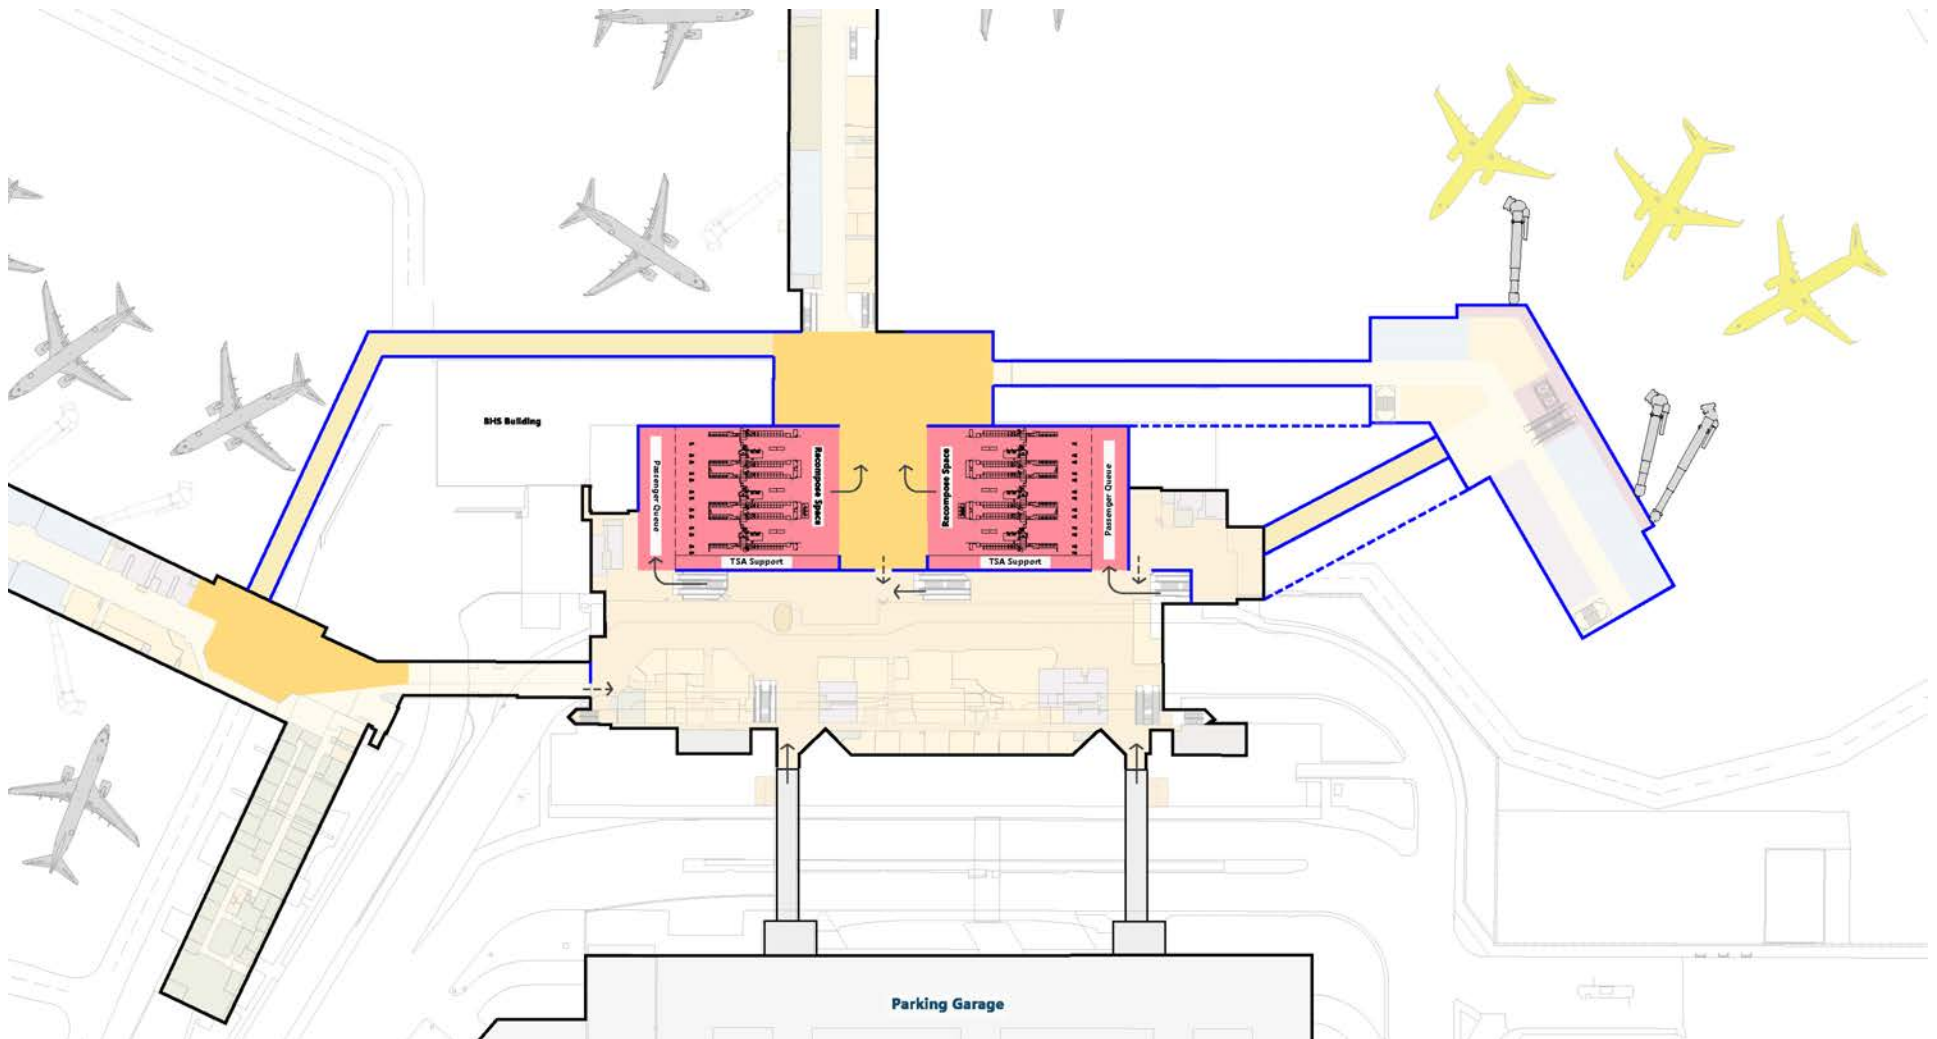 BHS Building
Passenger Queue
Recompose Space
Recompose Space
Passenger Queue
TSA Support
TSA Support
Parking Garage